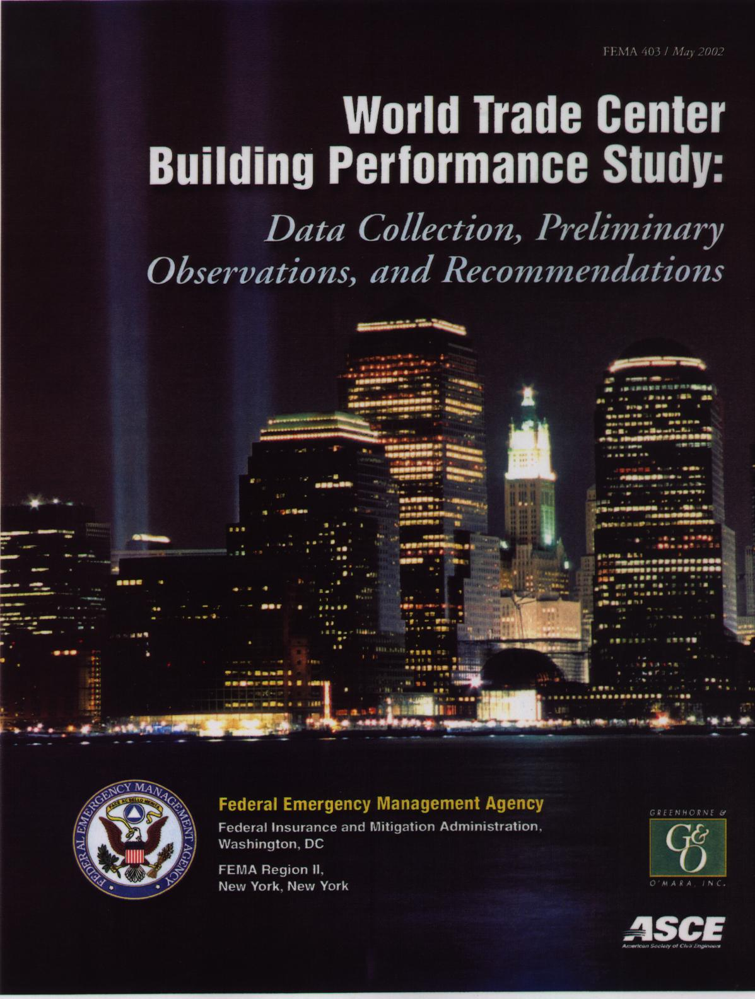 FEMA 403 / May 2002
World Trade Center
Building Performance Study:
Data Collection, Preliminary
Observations, and Recommendations
FEDERAL EMERGENCY MANAGEMENT AGENCY
PACE AC BELLO MERITA
Federal Emergency Management Agency
Federal Insurance and Mitigation Administration,
Washington, DC
FEMA Region II,
New York, New York
GREENHORNE &
G&O
O'MARA, INC.
ASCE
American Society of Civil Engineers